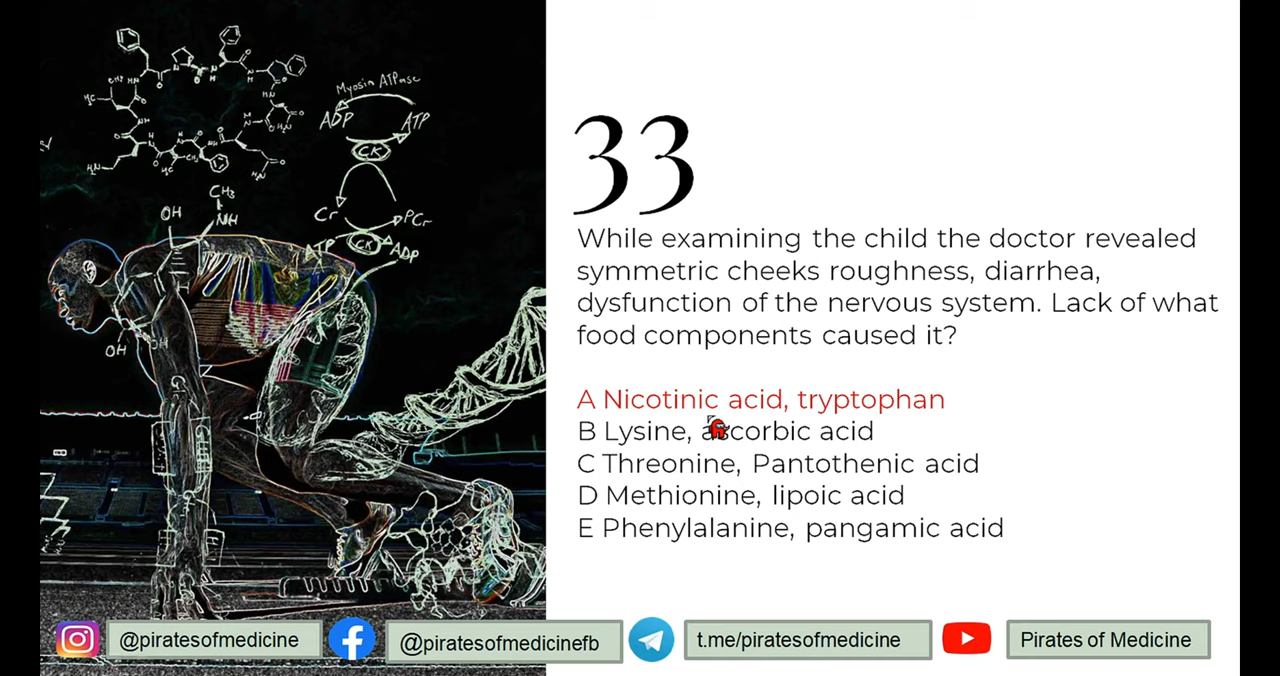 Myosin ATPase
ADP
ATP
CK
Cr
PCr
CK
ATP
ADP
CH3
NH
OH
OH
33
While examining the child the doctor revealed
symmetric cheeks roughness, diarrhea,
dysfunction of the nervous system. Lack of what
food components caused it?
A Nicotinic acid, tryptophan
B Lysine, ascorbic acid
C Threonine, Pantothenic acid
D Methionine, lipoic acid
E Phenylalanine, pangamic acid
@piratesofmedicine
@piratesofmedicinefb
t.me/piratesofmedicine
Pirates of Medicine